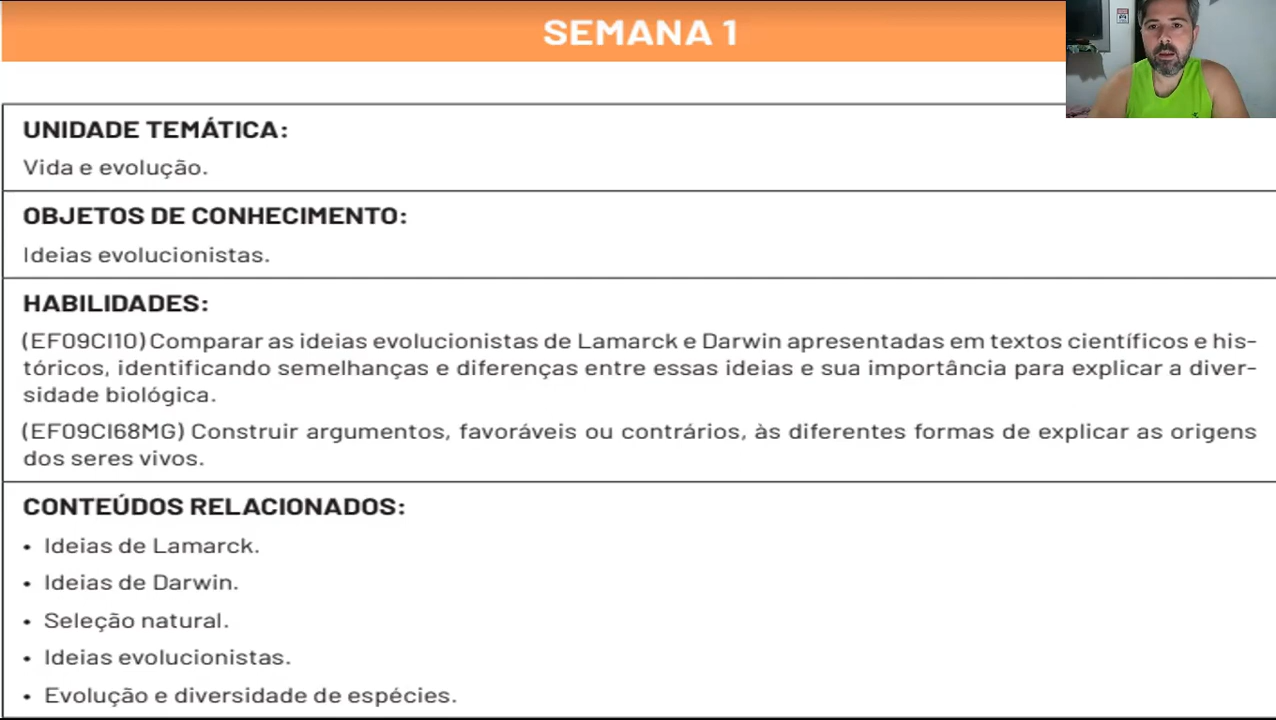 SEMANA 1
UNIDADE TEMÁTICA:
Vida e evolução.
OBJETOS DE CONHECIMENTO:
Ideias evolucionistas.
HABILIDADES:
(EF09CI10) Comparar as ideias evolucionistas de Lamarck e Darwin apresentadas em textos científicos e his-
tóricos, identificando semelhanças e diferenças entre essas ideias e sua importância para explicar a diver-
sidade biológica.
(EF09CI68MG) Construir argumentos, favoráveis ou contrários, às diferentes formas de explicar as origens
dos seres vivos.
CONTEÚDOS RELACIONADOS:
• Ideias de Lamarck.
• Ideias de Darwin.
• Seleção natural.
• Ideias evolucionistas.
• Evolução e diversidade de espécies.